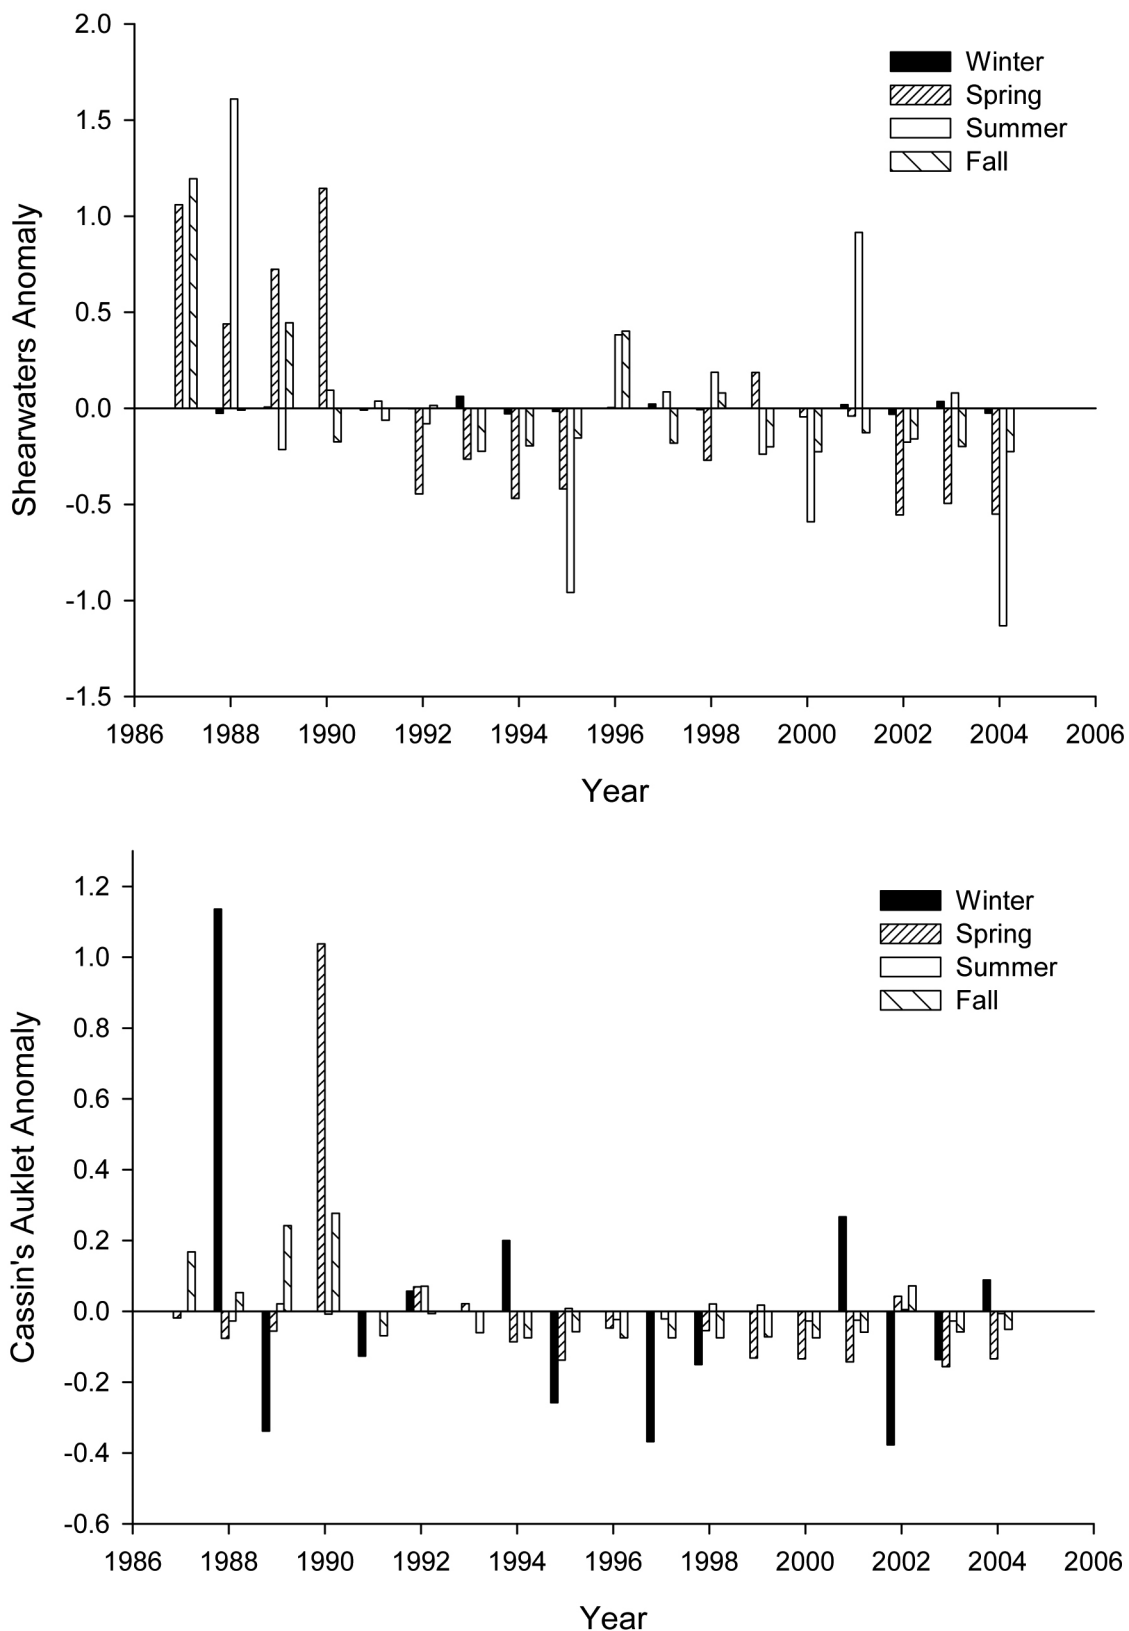 2.0
1.5
1.0
0.5
0.0
-0.5
-1.0
-1.5
Shearwaters Anomaly
Winter
Spring
Summer
Fall
1986 1988 1990 1992 1994 1996 1998 2000 2002 2004 2006
Year
1.2
1.0
0.8
0.6
0.4
0.2
0.0
-0.2
-0.4
-0.6
Cassin's Auklet Anomaly
Winter
Spring
Summer
Fall
1986 1988 1990 1992 1994 1996 1998 2000 2002 2004 2006
Year